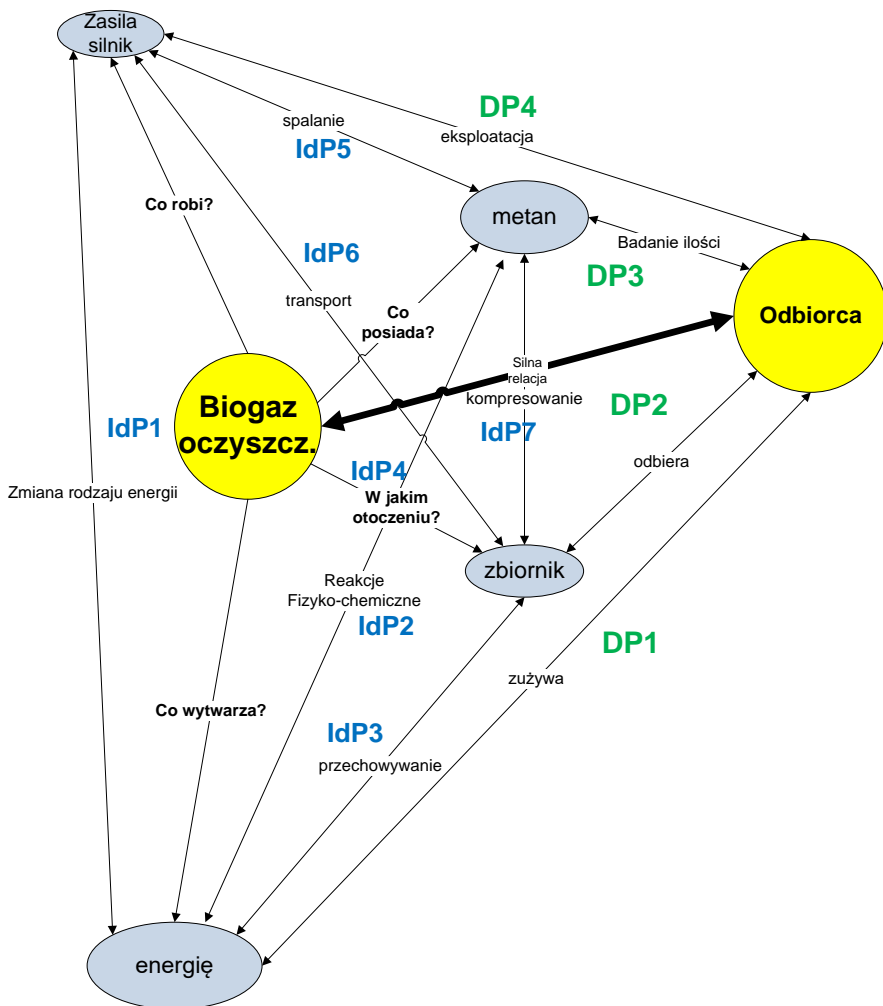 Zasila
silnik
DP4
eksploatacja
spalanie
IdP5
Co robi?
metan
Badanie ilości
DP3
IdP6
transport
Co
posiada?
Odbiorca
Silna
relacja
kompresowanie
IdP7
DP2
Biogaz
oczyszcz.
IdP1
Zmiana rodzaju energii
odbiera
IdP4
W jakim
otoczeniu?
zbiornik
Reakcje
Fizyko-chemiczne
IdP2
DP1
zużywa
Co wytwarza?
IdP3
przechowywanie
energię